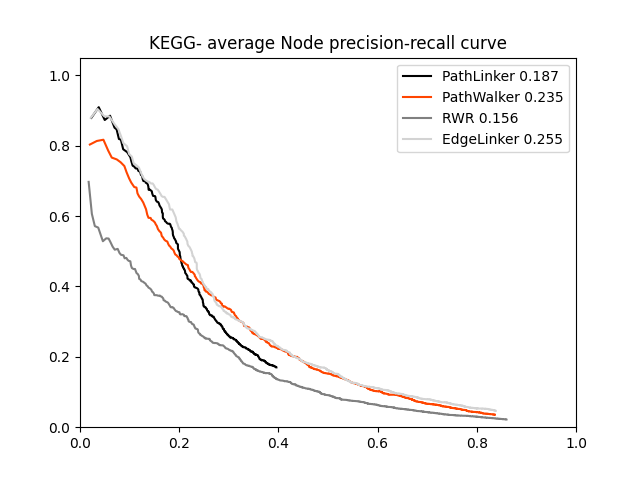 KEGG- average Node precision-recall curve
PathLinker 0.187
PathWalker 0.235
RWR 0.156
EdgeLinker 0.255
1.0
0.8
0.6
0.4
0.2
0.0
0.0 0.2 0.4 0.6 0.8 1.0